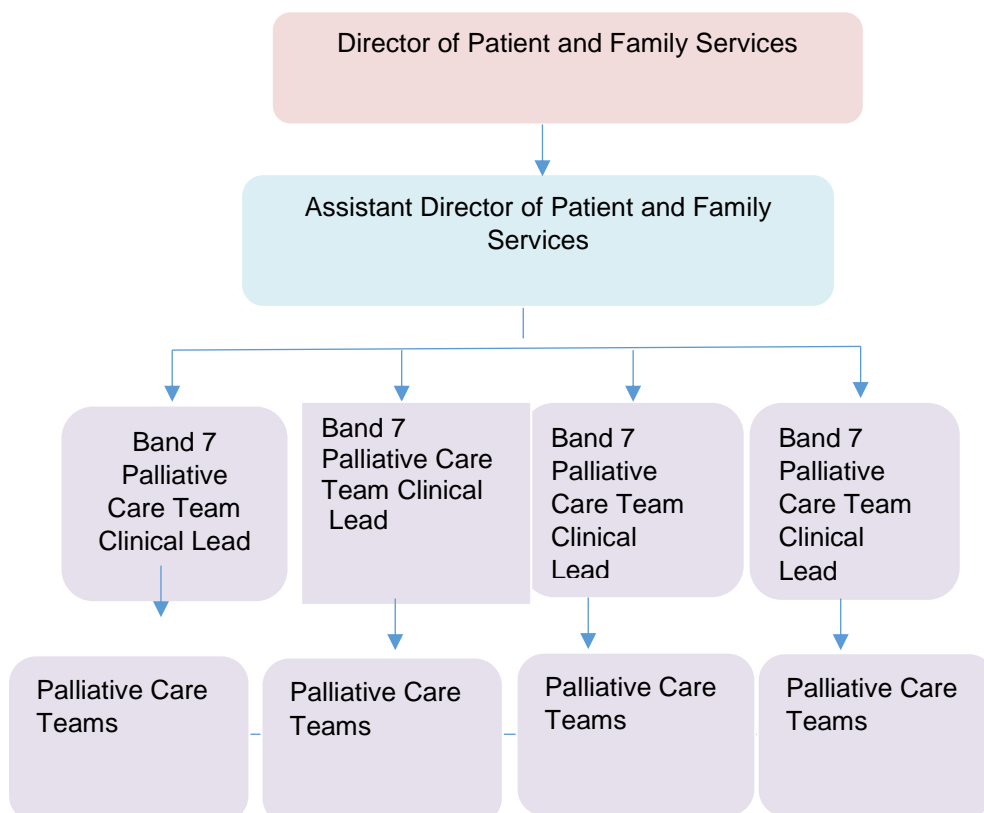 Director of Patient and Family Services
Assistant Director of Patient and Family
Services
Band 7
Palliative
Care Team
Clinical Lead
Band 7
Palliative Care
Team Clinical
Lead
Band 7
Palliative
Care Team
Clinical
Lead
Band 7
Palliative
Care Team
Clinical
Lead
Palliative Care
Teams
Palliative Care
Teams
Palliative Care
Teams
Palliative Care
Teams